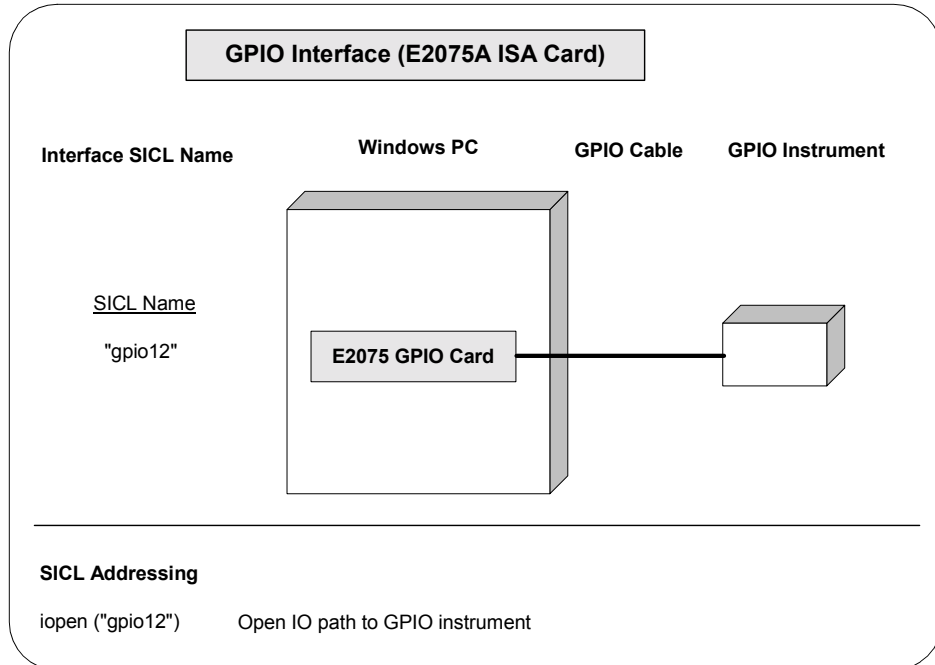 GPIO Interface (E2075A ISA Card)
Interface SICL Name
Windows PC
GPIO Cable
GPIO Instrument
SICL Name
"gpio12"
E2075 GPIO Card
SICL Addressing
iopen ("gpio12") Open IO path to GPIO instrument